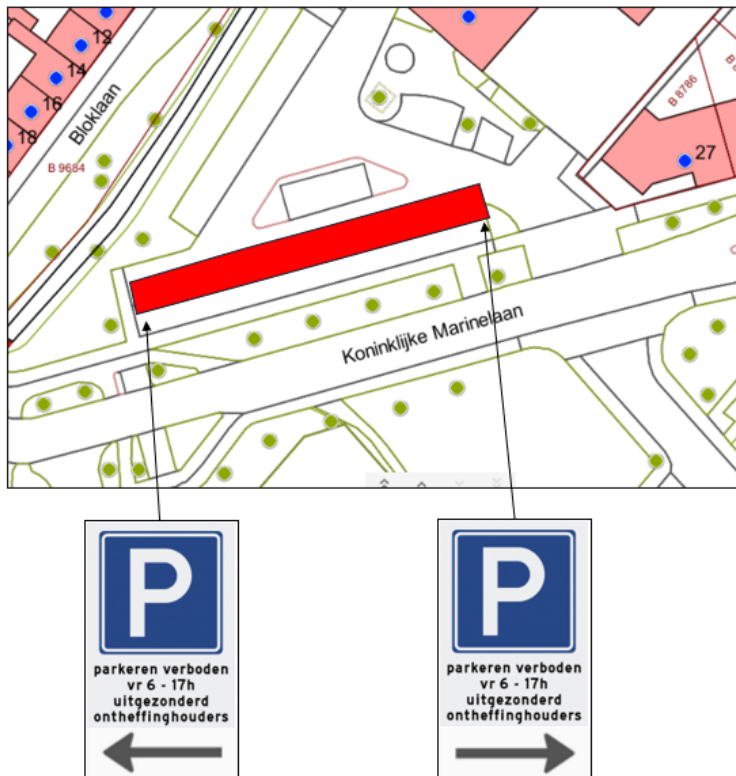 12
14
16
18
Bloklaan
B 9684
B 8786
27
Koninklijke Marinelaan
P
parkeren verboden
vr 6 - 17h
uitgezonderd
ontheffinghouders
P
parkeren verboden
vr 6 - 17h
uitgezonderd
ontheffinghouders